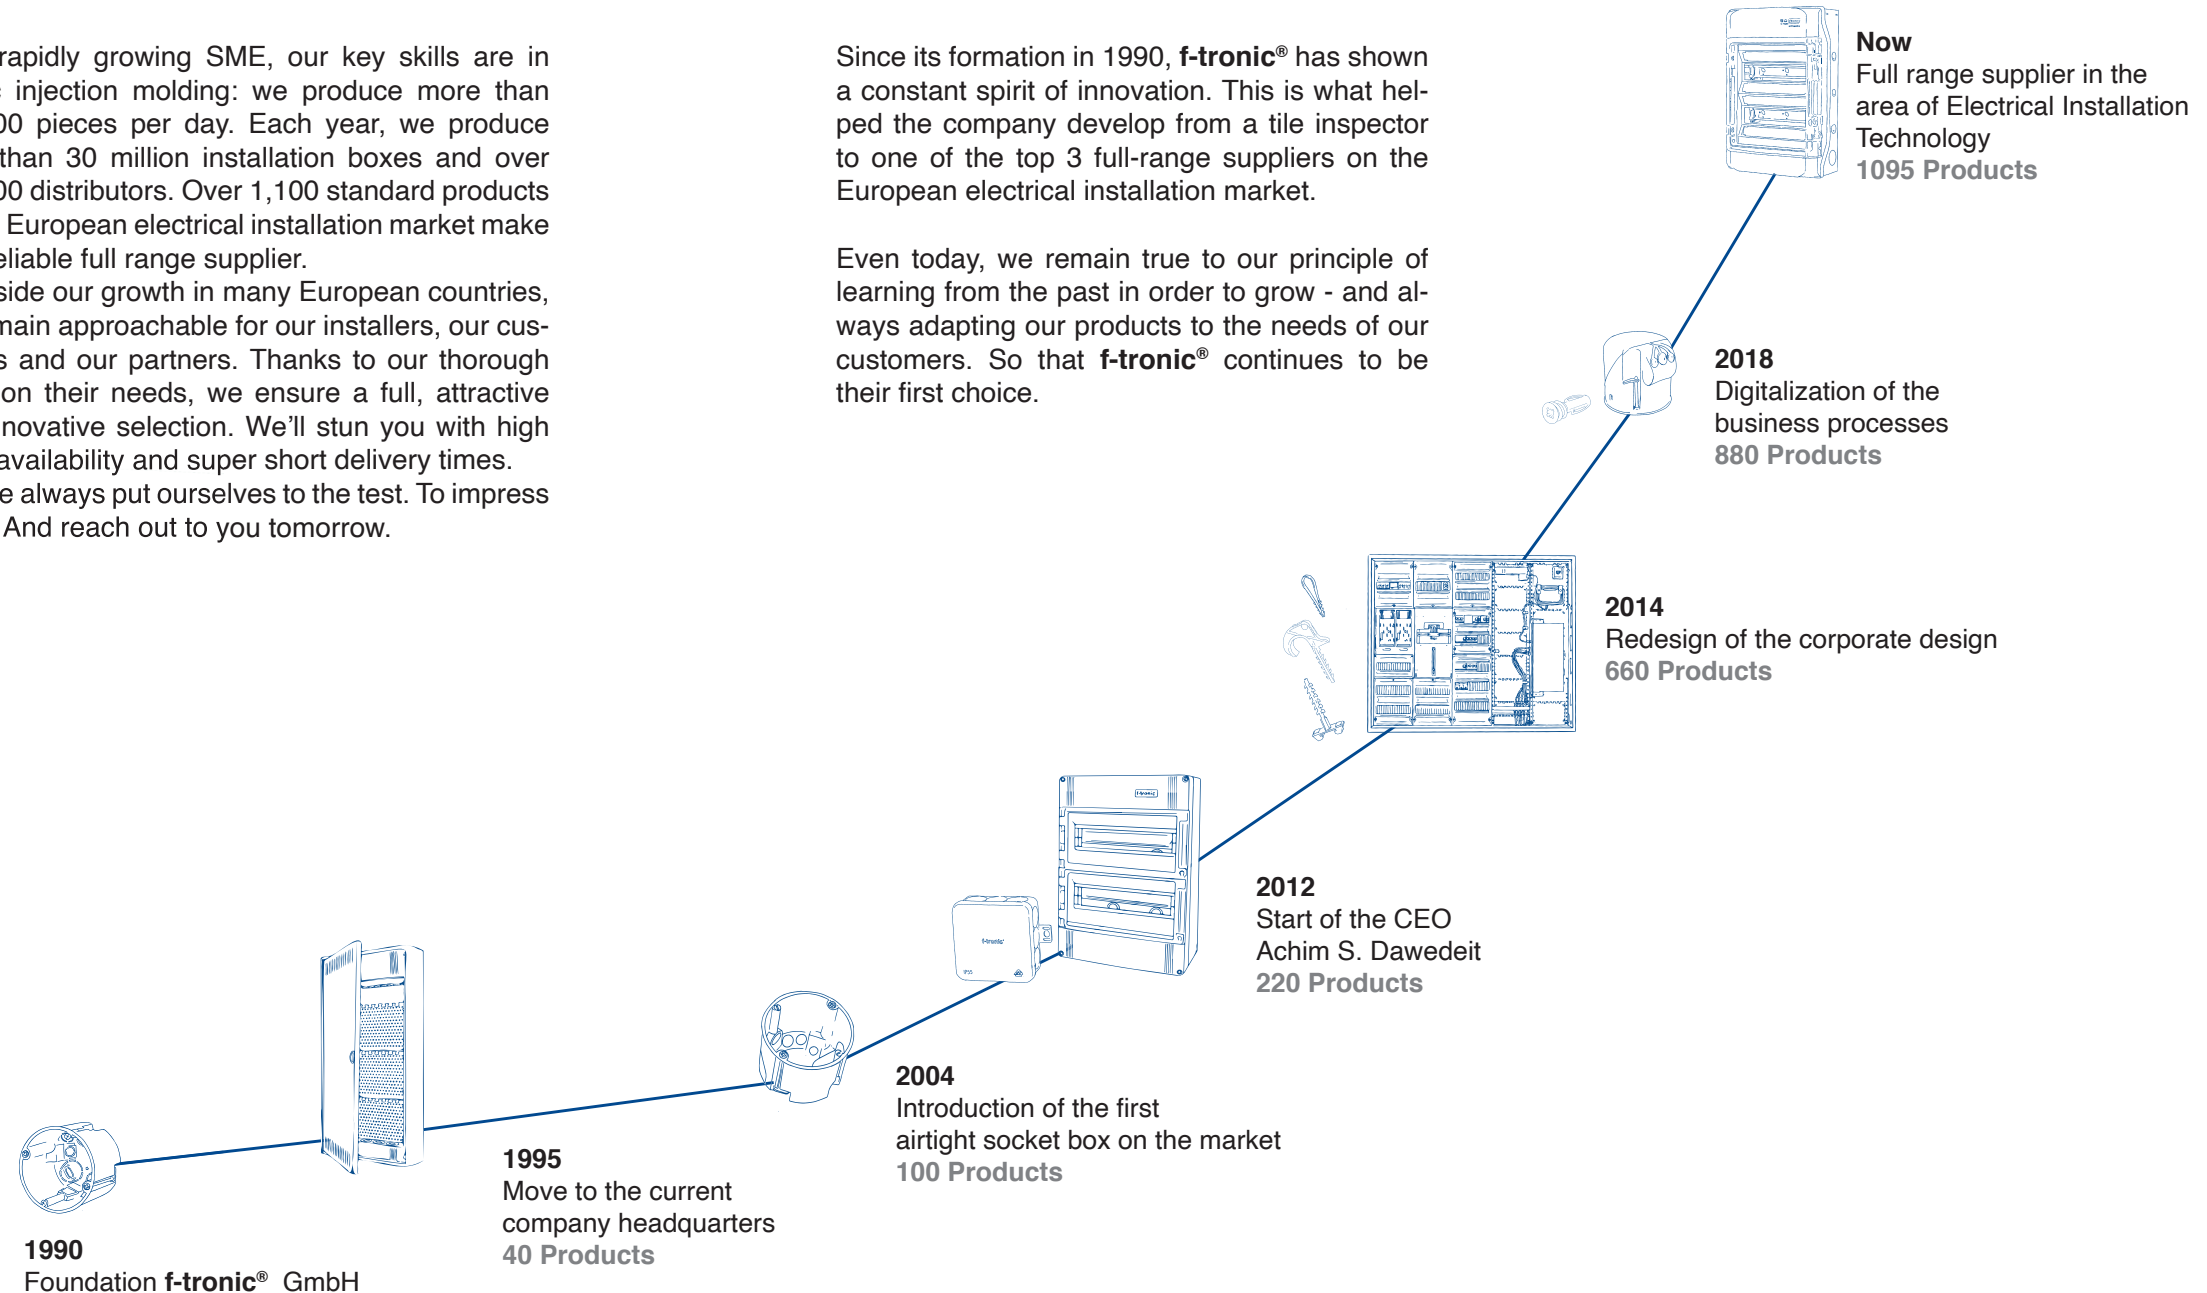 rapidly growing SME, our key skills are in
injection molding: we produce more than
00 pieces per day. Each year, we produce
than 30 million installation boxes and over
00 distributors. Over 1,100 standard products
European electrical installation market make
eliable full range supplier.
side our growth in many European countries,
main approachable for our installers, our cus-
s and our partners. Thanks to our thorough
on their needs, we ensure a full, attractive
novative selection. We'll stun you with high
availability and super short delivery times.
e always put ourselves to the test. To impress
And reach out to you tomorrow.
Since its formation in 1990, f-tronic® has shown
a constant spirit of innovation. This is what hel-
ped the company develop from a tile inspector
to one of the top 3 full-range suppliers on the
European electrical installation market.
Even today, we remain true to our principle of
learning from the past in order to grow - and al-
ways adapting our products to the needs of our
customers. So that f-tronic® continues to be
their first choice.
Now
Full range supplier in the
area of Electrical Installation
Technology
1095 Products
2018
Digitalization of the
business processes
880 Products
2014
Redesign of the corporate design
660 Products
f-tronic
2012
Start of the CEO
Achim S. Dawedeit
220 Products
f-tronic®
IP55
2004
Introduction of the first
airtight socket box on the market
100 Products
1995
Move to the current
company headquarters
40 Products
1990
Foundation f-tronic® GmbH